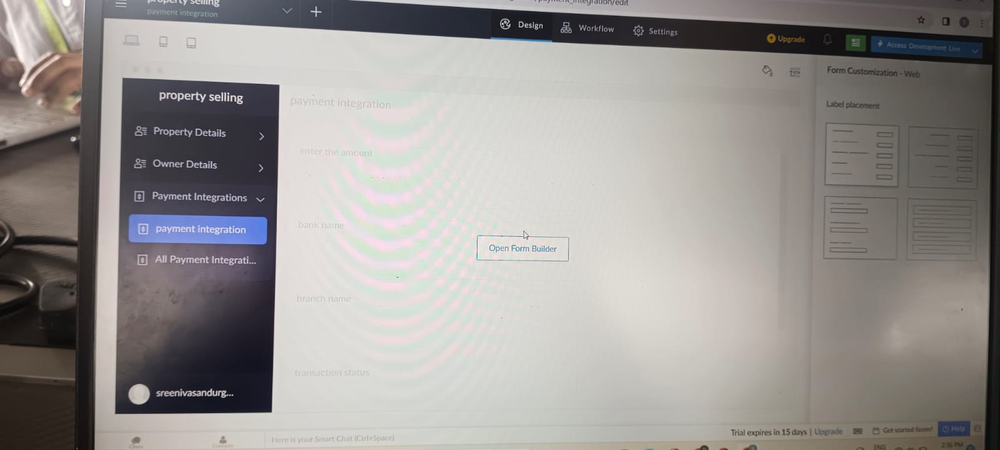 property selling
payment integration
payment_integration/edit
Design
Workflow
Settings
Upgrade
Access Development Live
property selling
Property Details
Owner Details
Payment Integrations
payment integration
All Payment Integrati...
sreenivasandurg...
payment integration
enter the amount
bank name
Open Form Builder
branch name
transaction status
Form Customization - Web
Label placement
Chats
Contacts
Here is your Smart Chat (Ctrl+Space)
Trial expires in 15 days | Upgrade
Get started faster!
Help
ENG
2:36 PM